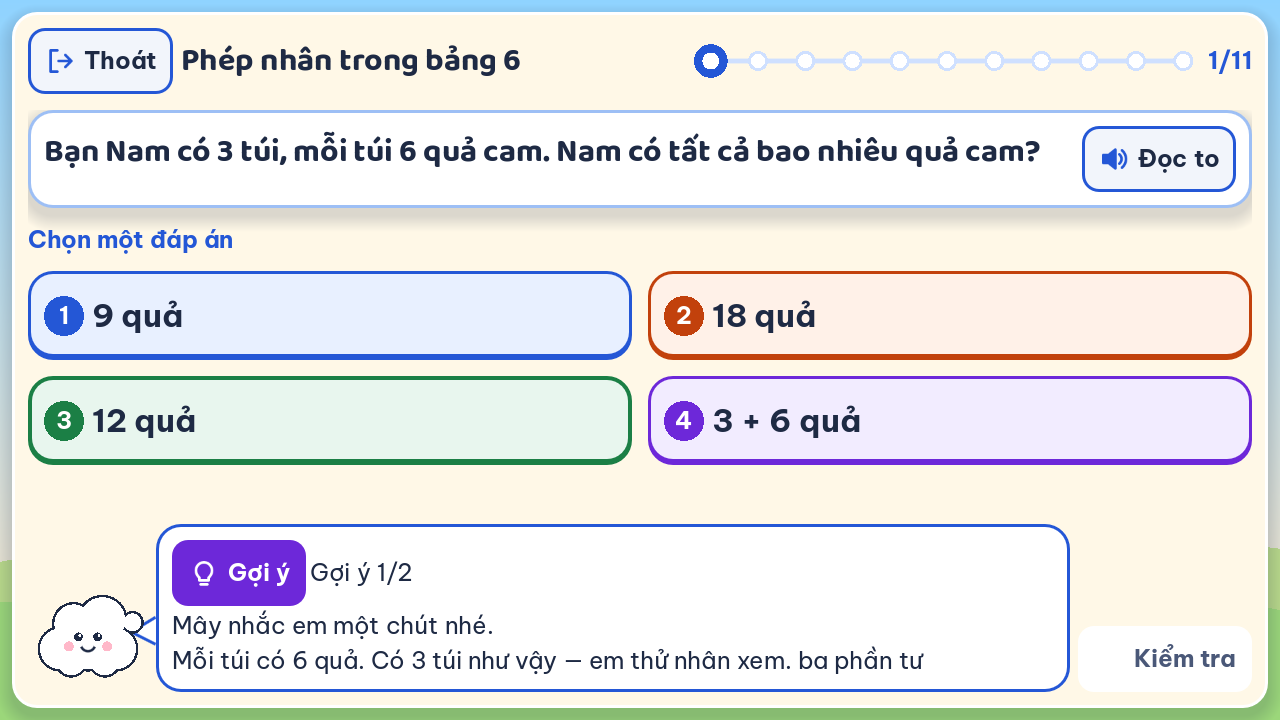 Thoát
Phép nhân trong bảng 6
1/11
Bạn Nam có 3 túi, mỗi túi 6 quả cam. Nam có tất cả bao nhiêu quả cam?
Đọc to
Chọn một đáp án
1 9 quả
2 18 quả
3 12 quả
4 3 + 6 quả
Gợi ý Gợi ý 1/2
Mây nhắc em một chút nhé.
Mỗi túi có 6 quả. Có 3 túi như vậy — em thử nhân xem. ba phần tư
Kiểm tra